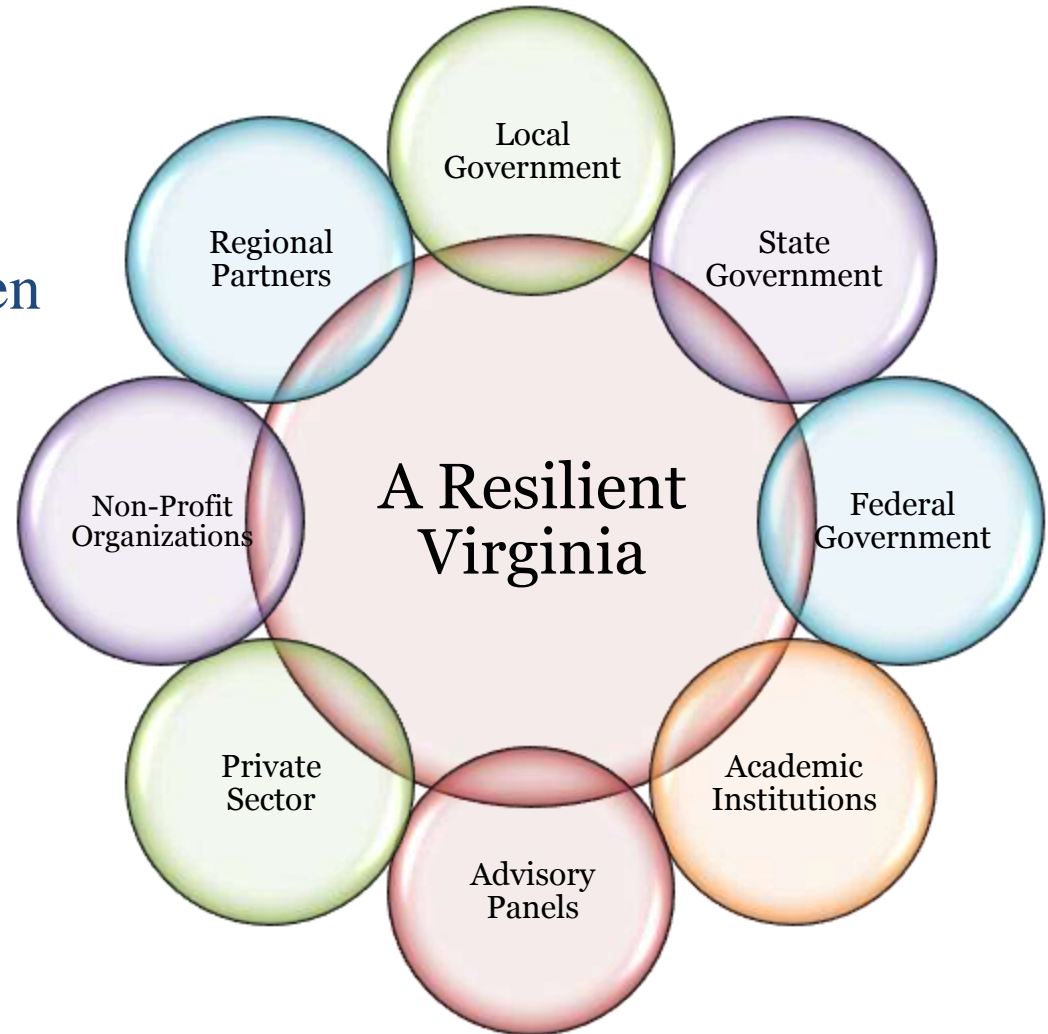 Local
Government
State
Government
Regional
Partners
en
A Resilient
Virginia
Non-Profit
Organizations
Federal
Government
Private
Sector
Academic
Institutions
Advisory
Panels